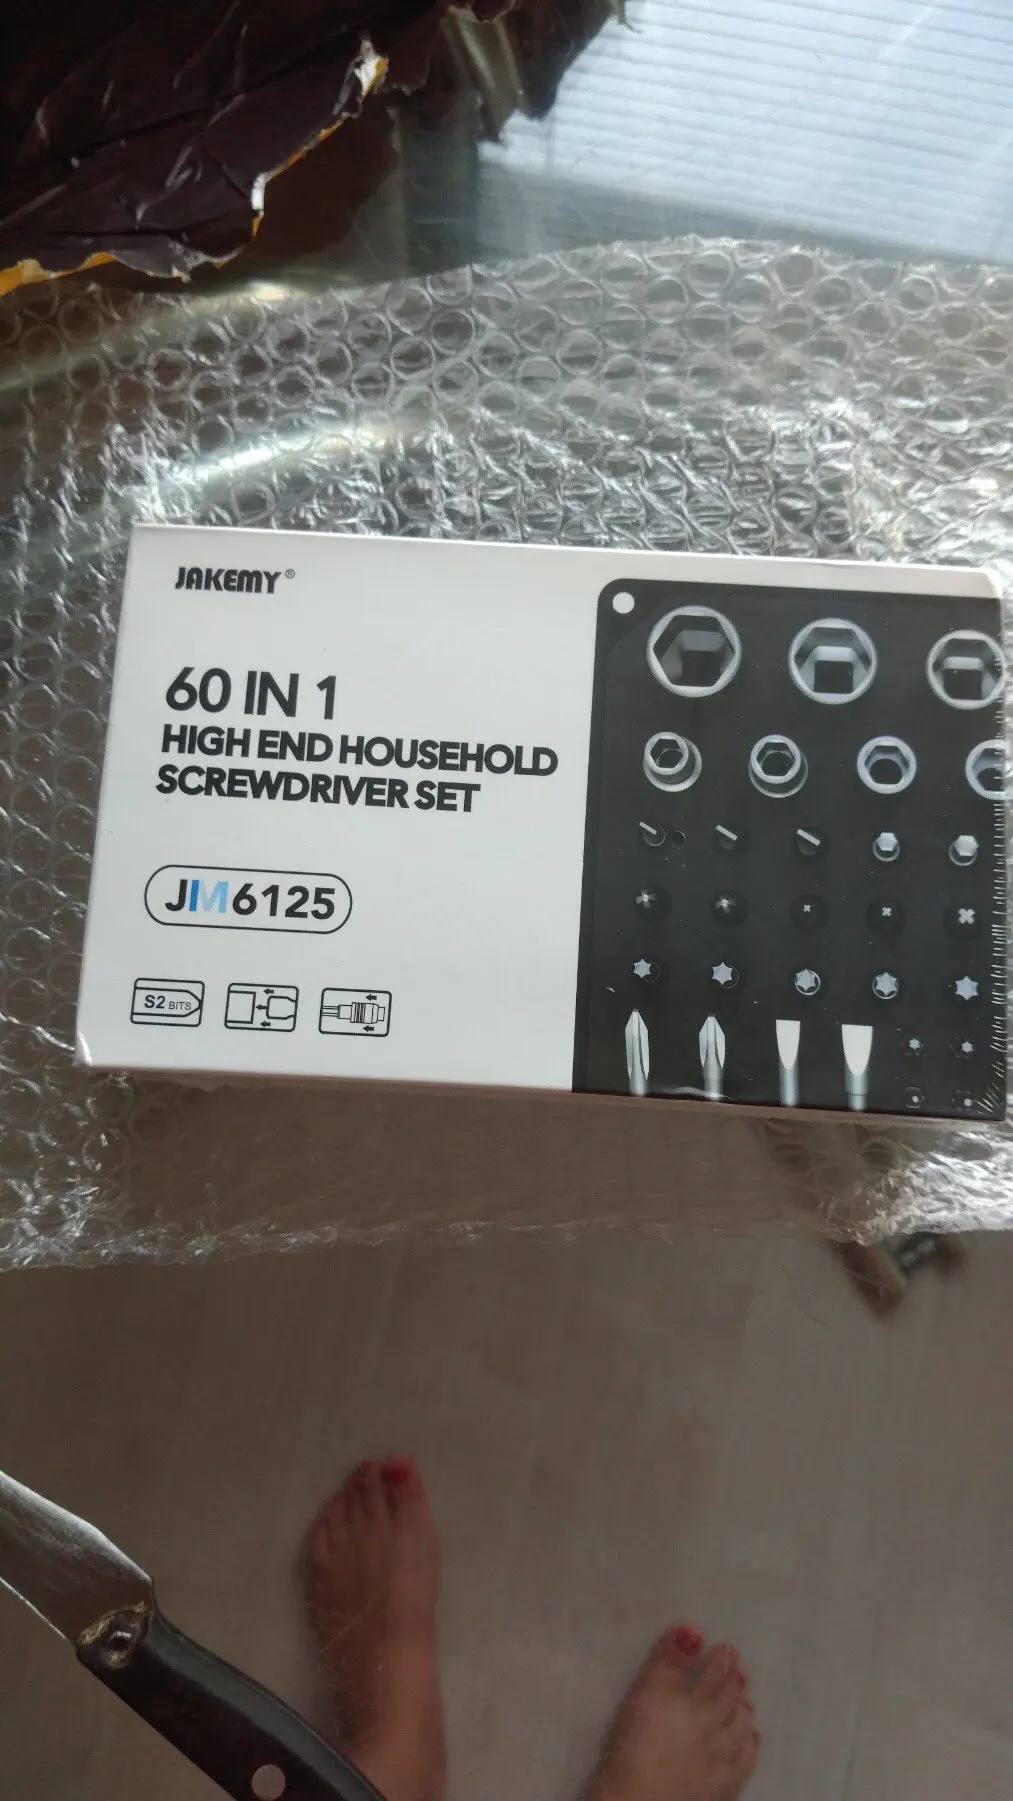 JAKEMY®
60 IN 1
HIGH END HOUSEHOLD
SCREWDRIVER SET
JM6125
S2 BITS